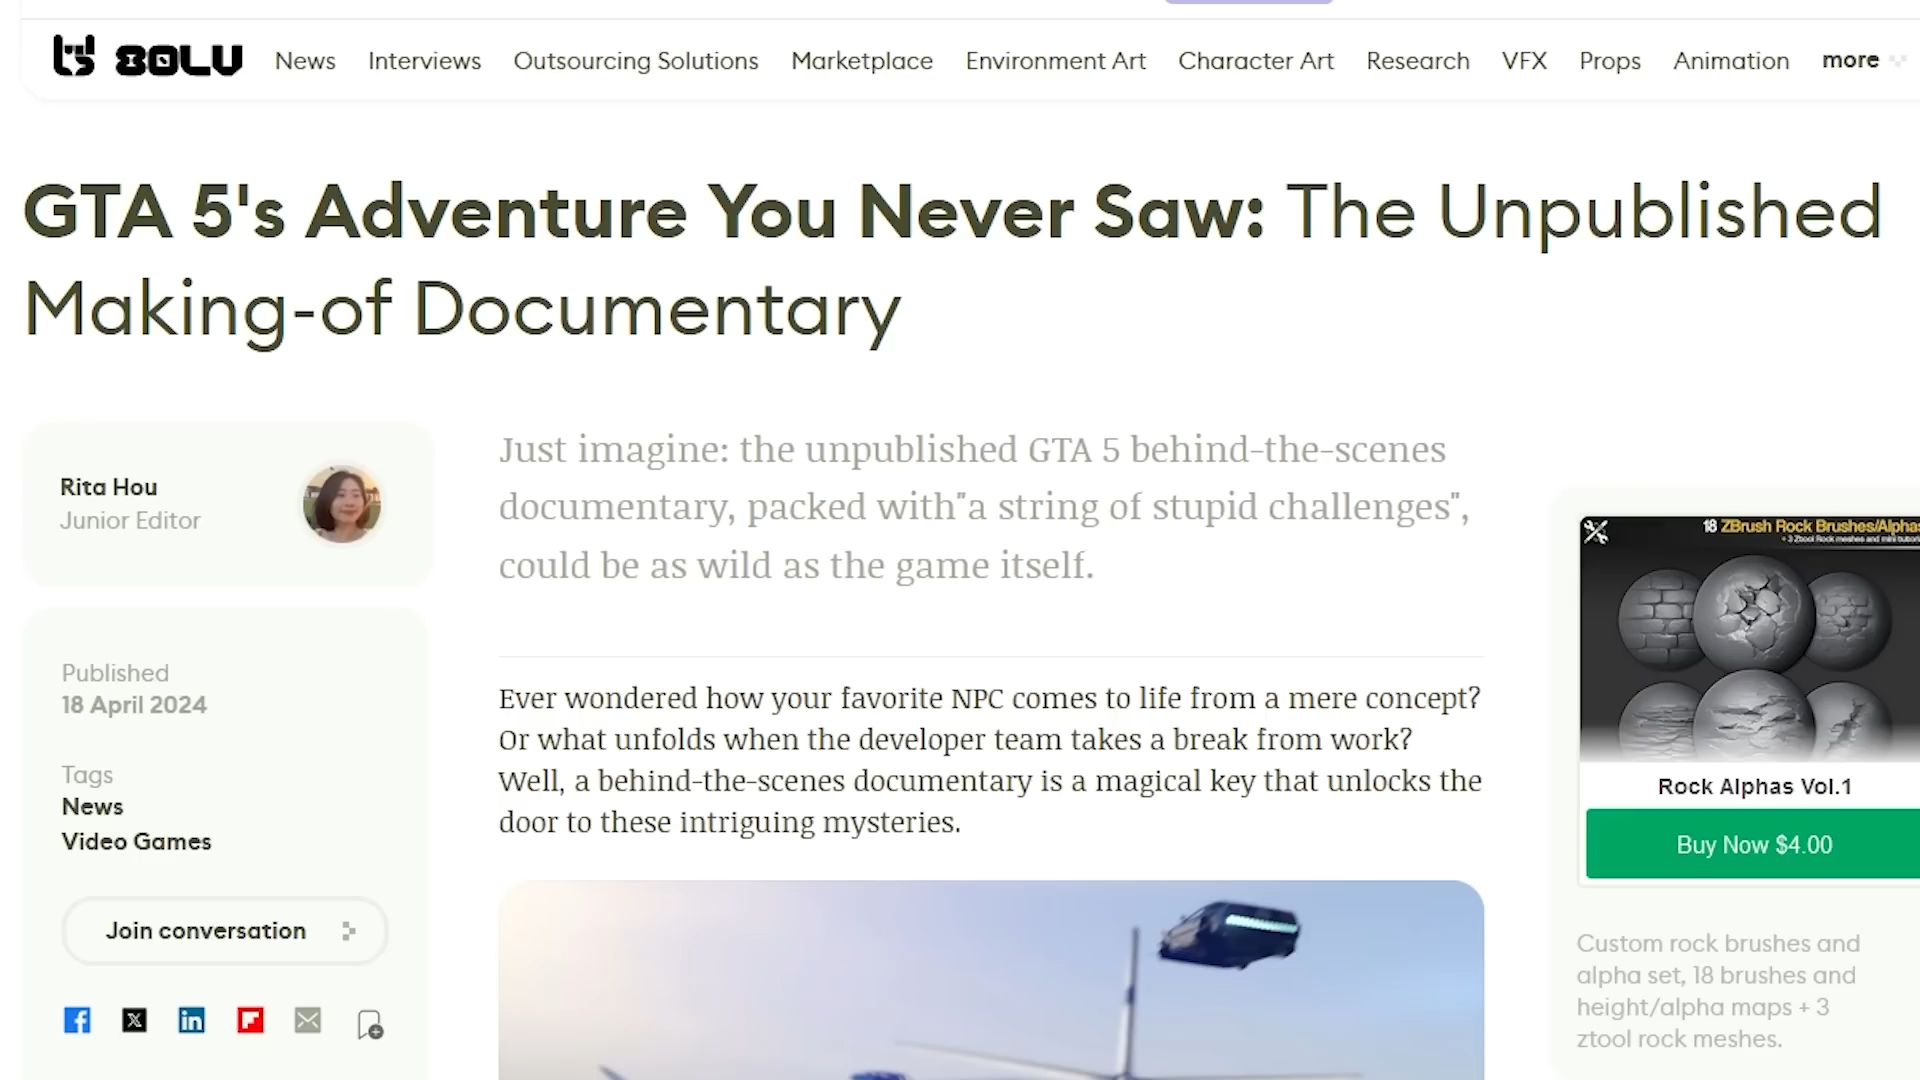 80LV
News
Interviews
Outsourcing Solutions
Marketplace
Environment Art
Character Art
Research
VFX
Props
Animation
more
GTA 5's Adventure You Never Saw: The Unpublished
Making-of Documentary
Rita Hou
Junior Editor
Published
18 April 2024
Tags
News
Video Games
Join conversation
Just imagine: the unpublished GTA 5 behind-the-scenes
documentary, packed with"a string of stupid challenges",
could be as wild as the game itself.
Ever wondered how your favorite NPC comes to life from a mere concept?
Or what unfolds when the developer team takes a break from work?
Well, a behind-the-scenes documentary is a magical key that unlocks the
door to these intriguing mysteries.
18 ZBrush Rock Brushes/Alphas
+ 3 Ztool Rock meshes and mini
Rock Alphas Vol.1
Buy Now $4.00
Custom rock brushes and
alpha set, 18 brushes and
height/alpha maps + 3
ztool rock meshes.